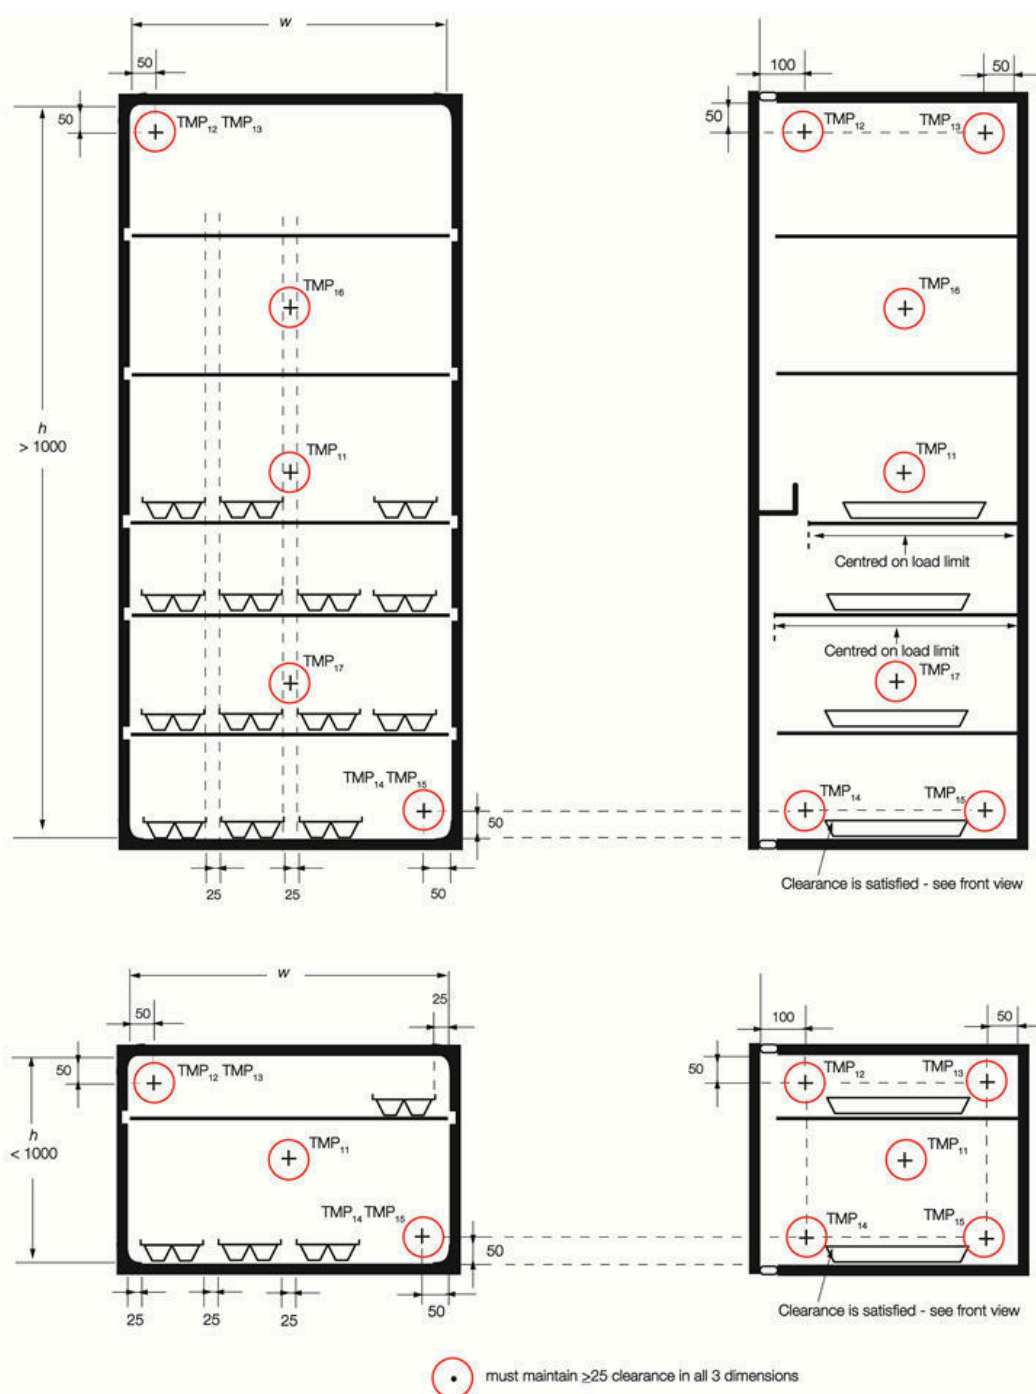 w
50
100
50
50
50
TMP12 TMP13
TMP12
TMP13
TMP16
TMP16
h
> 1000
TMP11
TMP11
Centred on load limit
Centred on load limit
TMP17
TMP17
TMP14 TMP15
TMP14
TMP15
50
25
25
50
Clearance is satisfied - see front view
w
50
25
100
50
50
50
TMP12 TMP13
TMP12
TMP13
h
< 1000
TMP11
TMP11
TMP14 TMP15
TMP14
TMP15
50
25
25
25
50
Clearance is satisfied - see front view
must maintain ≥25 clearance in all 3 dimensions